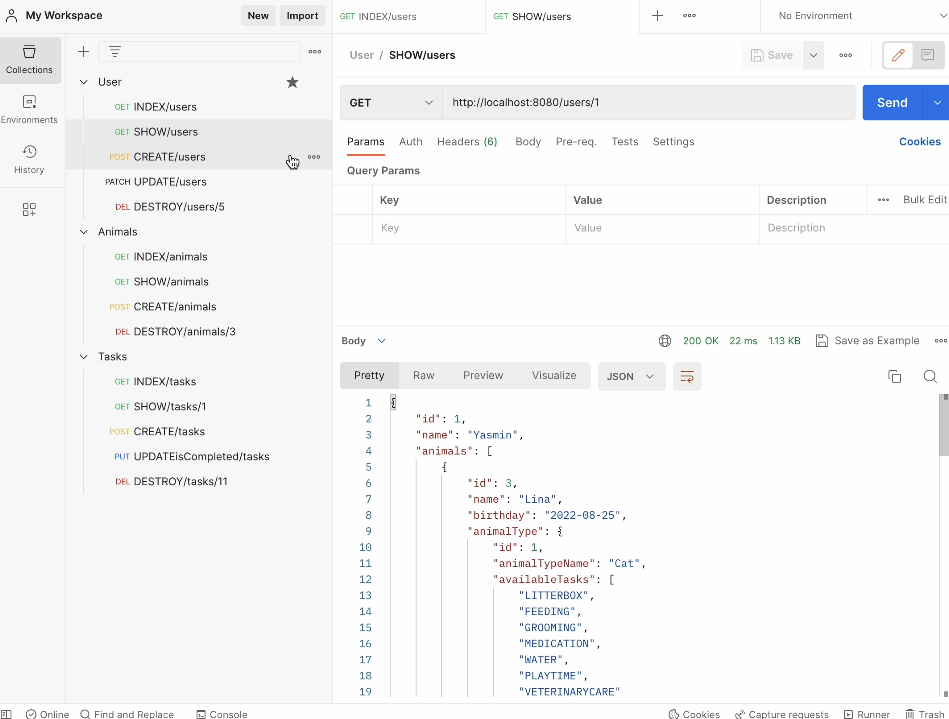 My Workspace
New
Import
GET INDEX/users
GET SHOW/users
No Environment
Collections
Environments
History
User
GET INDEX/users
GET SHOW/users
POST CREATE/users
PATCH UPDATE/users
DEL DESTROY/users/5
Animals
GET INDEX/animals
GET SHOW/animals
POST CREATE/animals
DEL DESTROY/animals/3
Tasks
GET INDEX/tasks
GET SHOW/tasks/1
POST CREATE/tasks
PUT UPDATEisCompleted/tasks
DEL DESTROY/tasks/11
User / SHOW/users
Save
GET
http://localhost:8080/users/1
Send
Params Auth Headers (6) Body Pre-req. Tests Settings
Cookies
Query Params
Key Value Description Bulk Edit
Key Value Description
Body
200 OK 22 ms 1.13 KB Save as Example
Pretty Raw Preview Visualize JSON
1 {
2 "id": 1,
3 "name": "Yasmin",
4 "animals": [
5 {
6 "id": 3,
7 "name": "Lina",
8 "birthday": "2022-08-25",
9 "animalType": {
10 "id": 1,
11 "animalTypeName": "Cat",
12 "availableTasks": [
13 "LITTERBOX",
14 "FEEDING",
15 "GROOMING",
16 "MEDICATION",
17 "WATER",
18 "PLAYTIME",
19 "VETERINARYCARE"
Online Find and Replace Console Cookies Capture requests Runner Trash